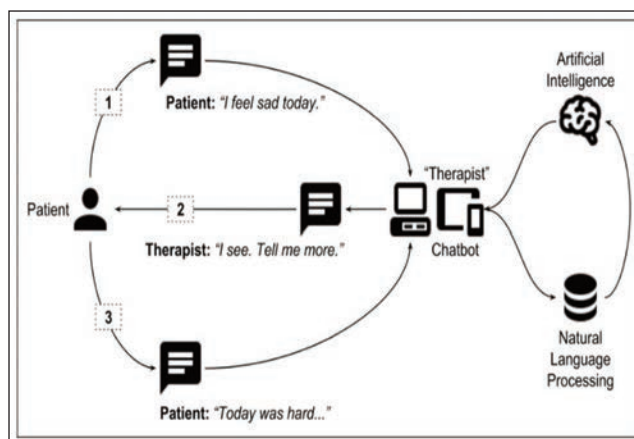 Artificial
Intelligence
1
Patient: "I feel sad today."
"Therapist"
Patient
2
Therapist: "I see. Tell me more."
Chatbot
3
Natural
Language
Processing
Patient: "Today was hard..."